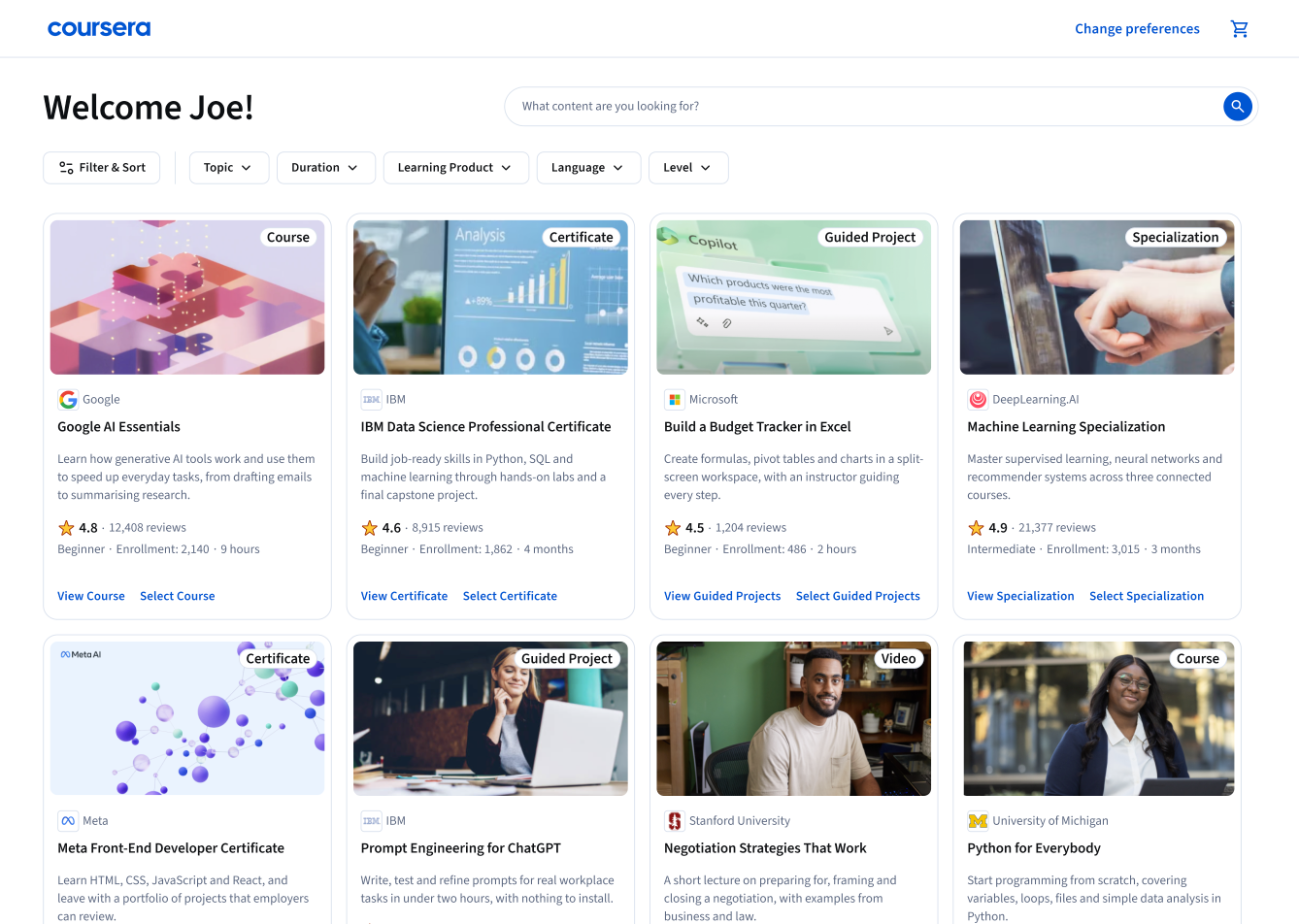 coursera
Change preferences
Welcome Joe!
What content are you looking for?
Filter & Sort
Topic
Duration
Learning Product
Language
Level
Course
Google
Google AI Essentials
Learn how generative AI tools work and use them
to speed up everyday tasks, from drafting emails
to summarising research.
4.8 · 12,408 reviews
Beginner · Enrollment: 2,140 · 9 hours
View Course
Select Course
Analysis
Certificate
▲+89%
IBM
IBM
IBM Data Science Professional Certificate
Build job-ready skills in Python, SQL and
machine learning through hands-on labs and a
final capstone project.
4.6 · 8,915 reviews
Beginner · Enrollment: 1,862 · 4 months
View Certificate
Select Certificate
Copilot
Guided Project
Which products were the most
profitable this quarter?
Microsoft
Build a Budget Tracker in Excel
Create formulas, pivot tables and charts in a split-
screen workspace, with an instructor guiding
every step.
4.5 · 1,204 reviews
Beginner · Enrollment: 486 · 2 hours
View Guided Projects
Select Guided Projects
Specialization
DeepLearning.AI
Machine Learning Specialization
Master supervised learning, neural networks and
recommender systems across three connected
courses.
4.9 · 21,377 reviews
Intermediate · Enrollment: 3,015 · 3 months
View Specialization
Select Specialization
Meta AI
Certificate
Meta
Meta Front-End Developer Certificate
Learn HTML, CSS, JavaScript and React, and
leave with a portfolio of projects that employers
can review.
Guided Project
IBM
IBM
Prompt Engineering for ChatGPT
Write, test and refine prompts for real workplace
tasks in under two hours, with nothing to install.
Video
Stanford University
Negotiation Strategies That Work
A short lecture on preparing for, framing and
closing a negotiation, with examples from
business and law.
Course
University of Michigan
Python for Everybody
Start programming from scratch, covering
variables, loops, files and simple data analysis in
Python.